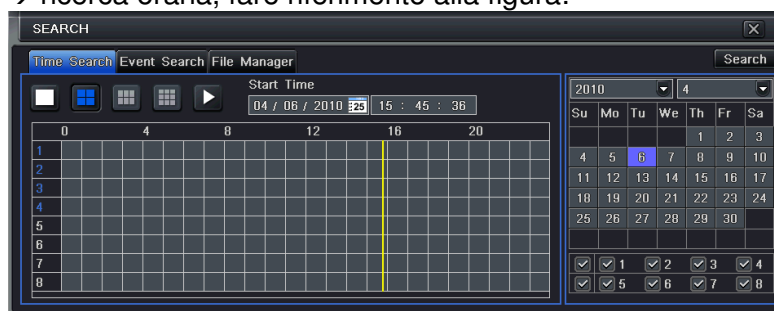 → ricerca oraria, fare riferimento alla figura:
SEARCH
Time Search Event Search File Manager Search
Start Time
04 / 06 / 2010 25 15 : 45 : 36
0 4 8 12 16 20
1
2
3
4
5
6
7
8
2010 4
Su Mo Tu We Th Fr Sa
1 2 3
4 5 6 7 8 9 10
11 12 13 14 15 16 17
18 19 20 21 22 23 24
25 26 27 28 29 30
1 2 3 4
5 6 7 8